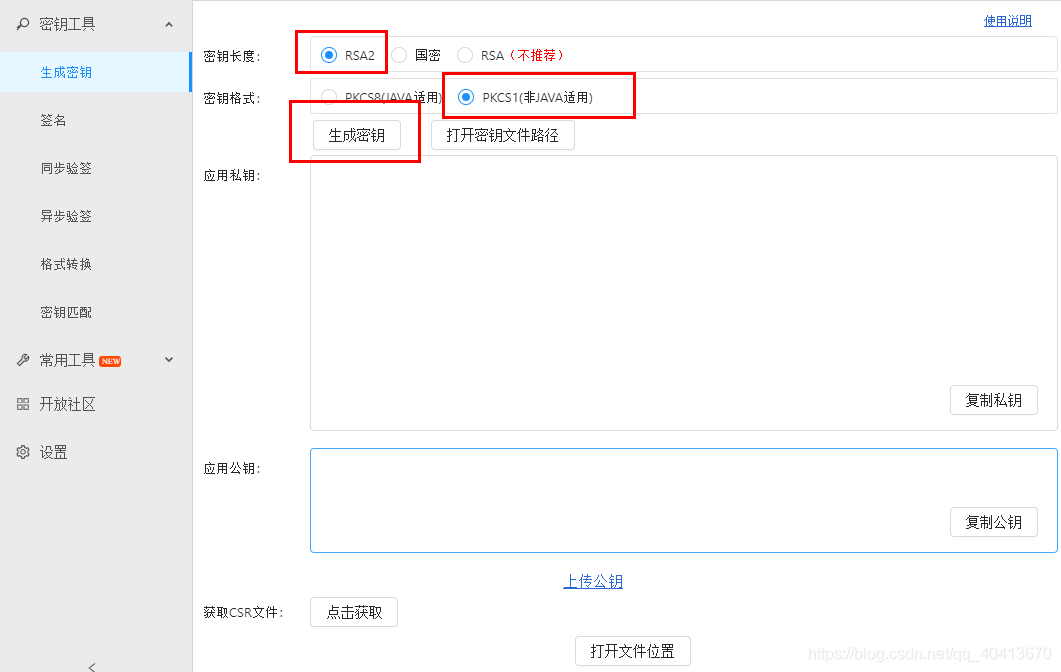 密钥工具
生成密钥
签名
同步验签
异步验签
格式转换
密钥匹配
常用工具 NEW
开放社区
设置
使用说明
密钥长度: RSA2 国密 RSA（不推荐）
密钥格式: PKCS8(JAVA适用) PKCS1(非JAVA适用)
生成密钥 打开密钥文件路径
应用私钥:
复制私钥
应用公钥:
复制公钥
上传公钥
获取CSR文件: 点击获取
打开文件位置
https://blog.csdn.net/qq_40413670